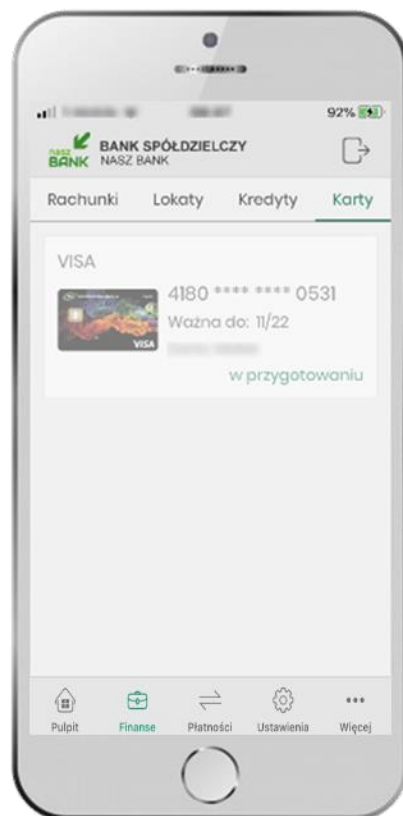 92%
nasz
BANK
BANK SPÓŁDZIELCZY
NASZ BANK
Rachunki Lokaty Kredyty Karty
VISA
4180 **** **** 0531
Ważna do: 11/22
VISA
w przygotowaniu
Pulpit Finanse Płatności Ustawienia Więcej